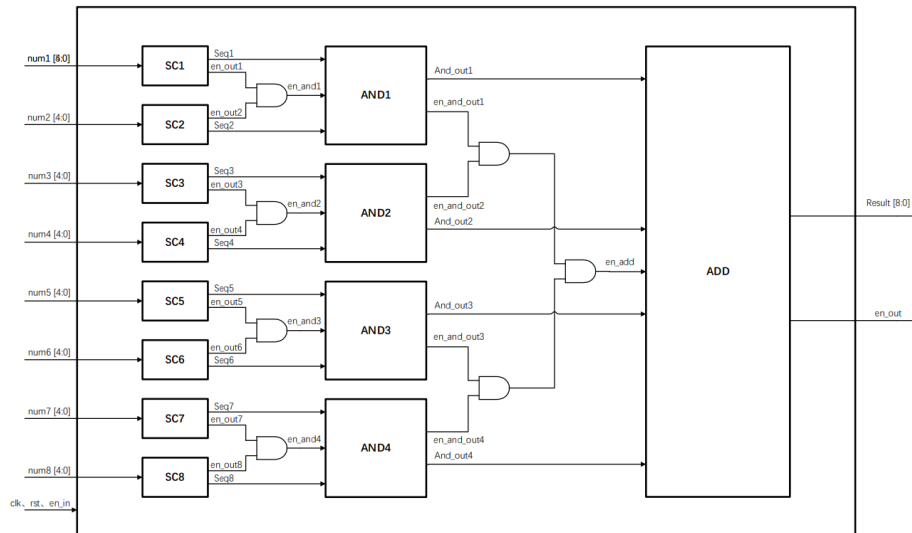 num1 [4:0]
SC1
Seq1
en_out1
en_and1
AND1
And_out1
en_and_out1
num2 [4:0]
SC2
en_out2
Seq2
num3 [4:0]
SC3
Seq3
en_out3
en_and2
AND2
en_and_out2
And_out2
num4 [4:0]
SC4
en_out4
Seq4
num5 [4:0]
SC5
Seq5
en_out5
en_and3
AND3
And_out3
en_and_out3
num6 [4:0]
SC6
en_out6
Seq6
num7 [4:0]
SC7
Seq7
en_out7
en_and4
AND4
en_and_out4
And_out4
num8 [4:0]
SC8
en_out8
Seq8
clk、rst、en_in
en_add
ADD
Result [8:0]
en_out